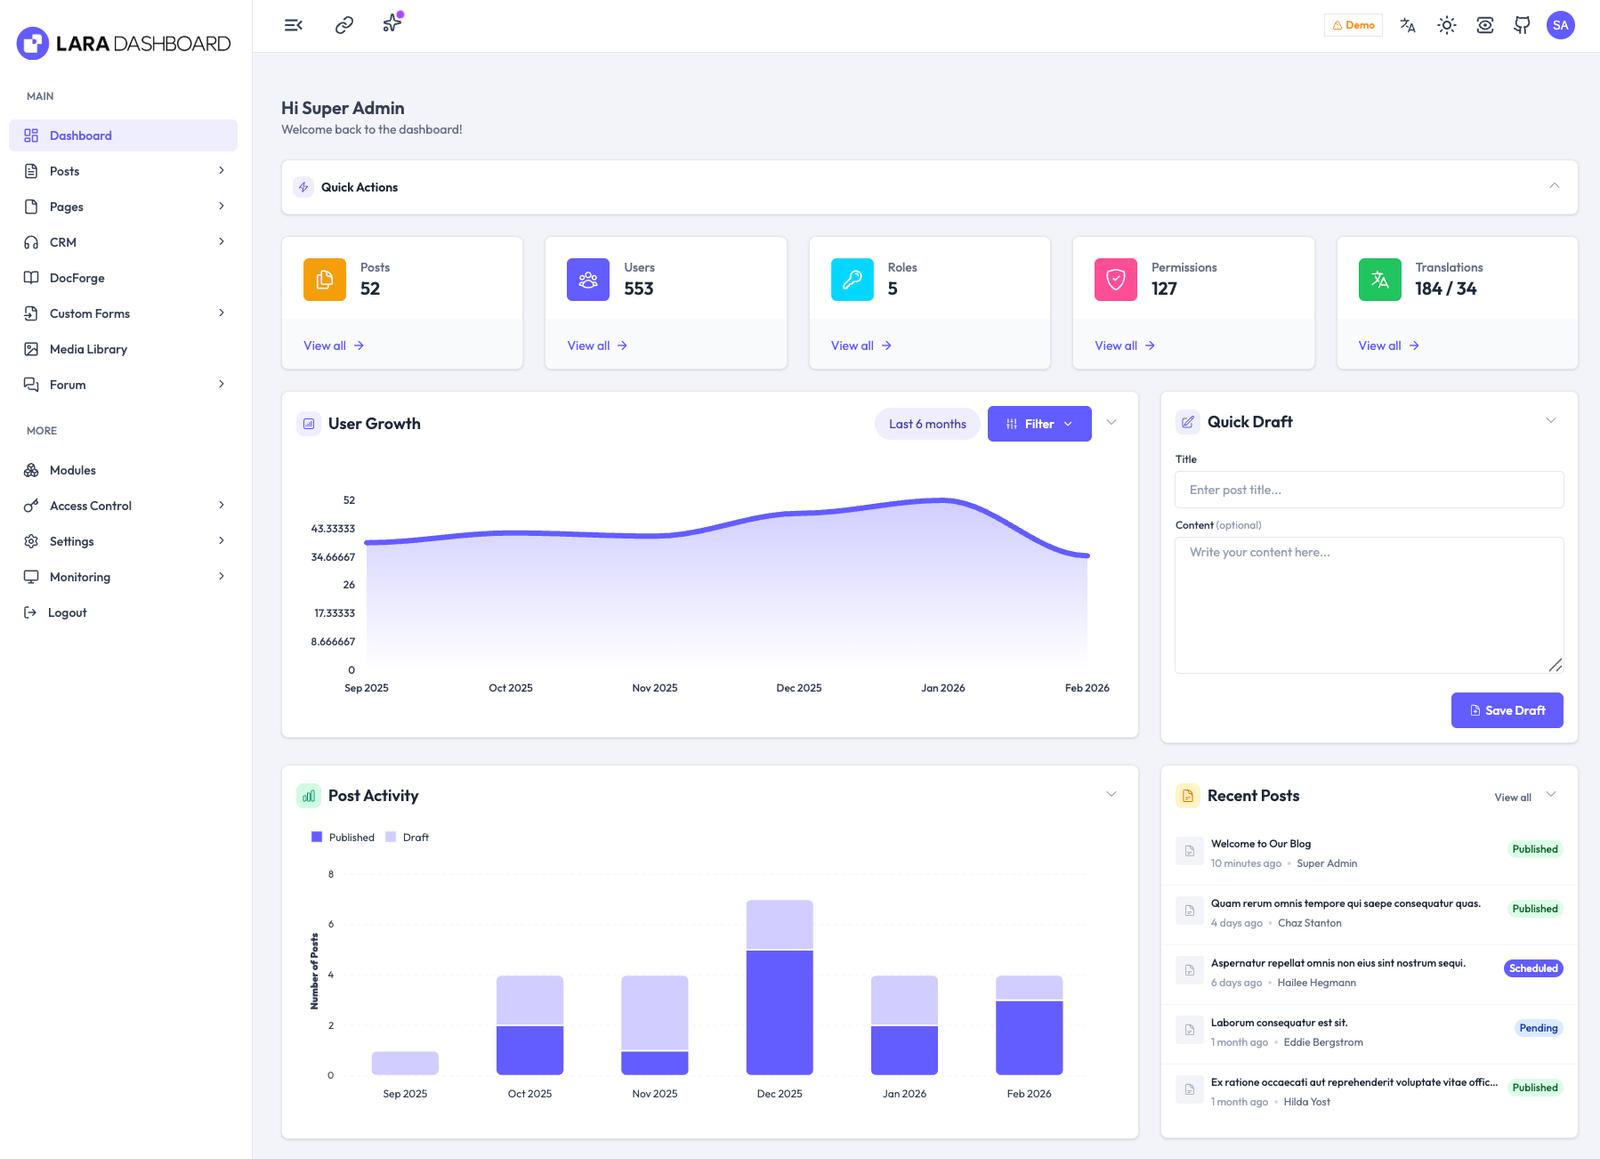 LARA DASHBOARD
MAIN
Dashboard
Posts
Pages
CRM
DocForge
Custom Forms
Media Library
Forum
MORE
Modules
Access Control
Settings
Monitoring
Logout
Demo
SA
Hi Super Admin
Welcome back to the dashboard!
Quick Actions
Posts
52
View all
Users
553
View all
Roles
5
View all
Permissions
127
View all
Translations
184 / 34
View all
User Growth
Last 6 months
Filter
52
43.33333
34.66667
26
17.33333
8.666667
0
Sep 2025 Oct 2025 Nov 2025 Dec 2025 Jan 2026 Feb 2026
Quick Draft
Title
Enter post title...
Content (optional)
Write your content here...
Save Draft
Post Activity
Published Draft
Number of Posts
8
6
4
2
0
Sep 2025 Oct 2025 Nov 2025 Dec 2025 Jan 2026 Feb 2026
Recent Posts
View all
Welcome to Our Blog
10 minutes ago • Super Admin
Published
Quam rerum omnis tempore qui saepe consequatur quas.
4 days ago • Chaz Stanton
Published
Aspernatur repellat omnis non eius sint nostrum sequi.
6 days ago • Hailee Hegmann
Scheduled
Laborum consequatur est sit.
1 month ago • Eddie Bergstrom
Pending
Ex ratione occaecati aut reprehenderit voluptate vitae offic...
1 month ago • Hilda Yost
Published